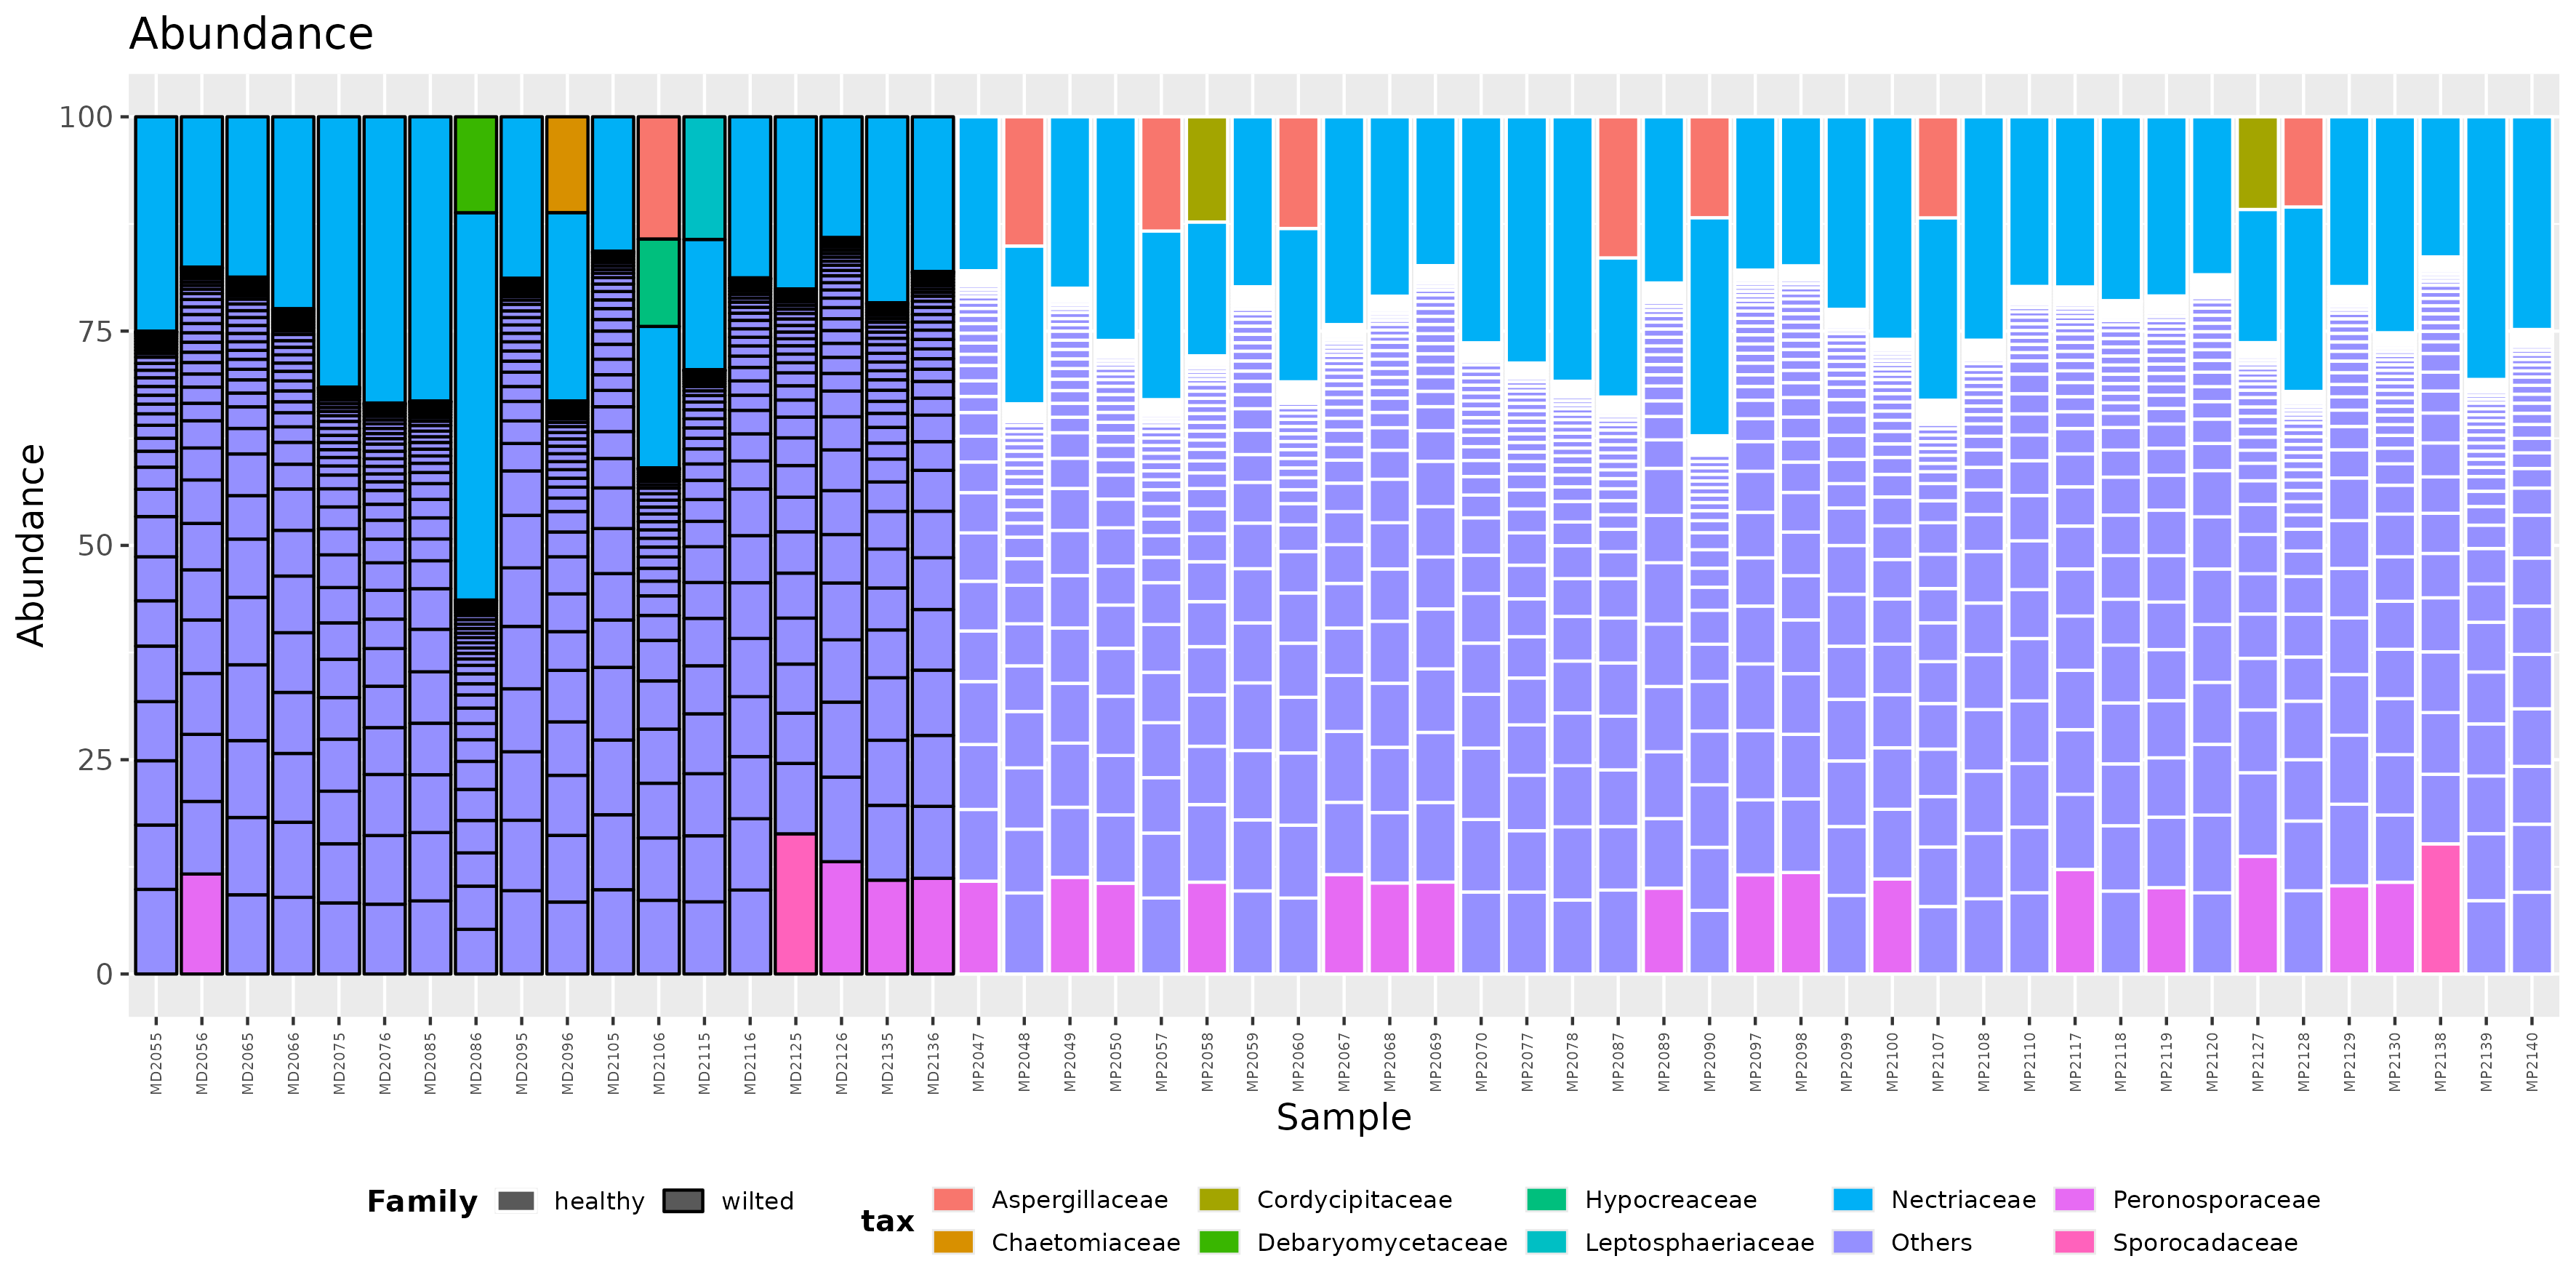 Abundance
Abundance
100
75
50
25
0
MD2055 MD2056 MD2065 MD2066 MD2075 MD2076 MD2085 MD2086 MD2095 MD2096 MD2105 MD2106 MD2115 MD2116 MD2125 MD2126 MD2135 MD2136 MP2047 MP2048 MP2049 MP2050 MP2057 MP2058 MP2059 MP2060 MP2067 MP2068 MP2069 MP2070 MP2077 MP2078 MP2087 MP2089 MP2090 MP2097 MP2098 MP2099 MP2100 MP2107 MP2108 MP2110 MP2117 MP2118 MP2119 MP2120 MP2127 MP2128 MP2129 MP2130 MP2138 MP2139 MP2140
Sample
Family healthy wilted
tax
Aspergillaceae Cordycipitaceae Hypocreaceae Nectriaceae Peronosporaceae
Chaetomiaceae Debaryomycetaceae Leptosphaeriaceae Others Sporocadaceae